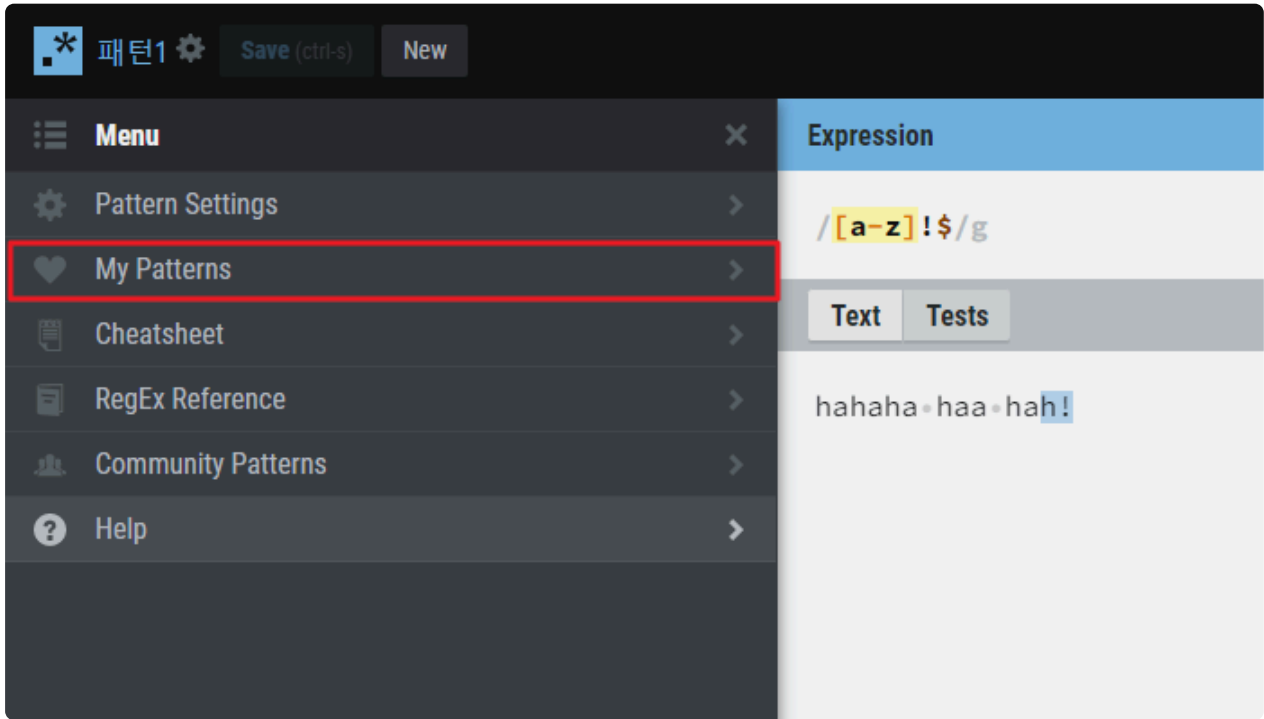 .* 패턴1 Save (ctrl-s) New
Menu
Pattern Settings
My Patterns
Cheatsheet
RegEx Reference
Community Patterns
Help
Expression
/[a-z]!$/g
Text Tests
hahaha•haa•hah!